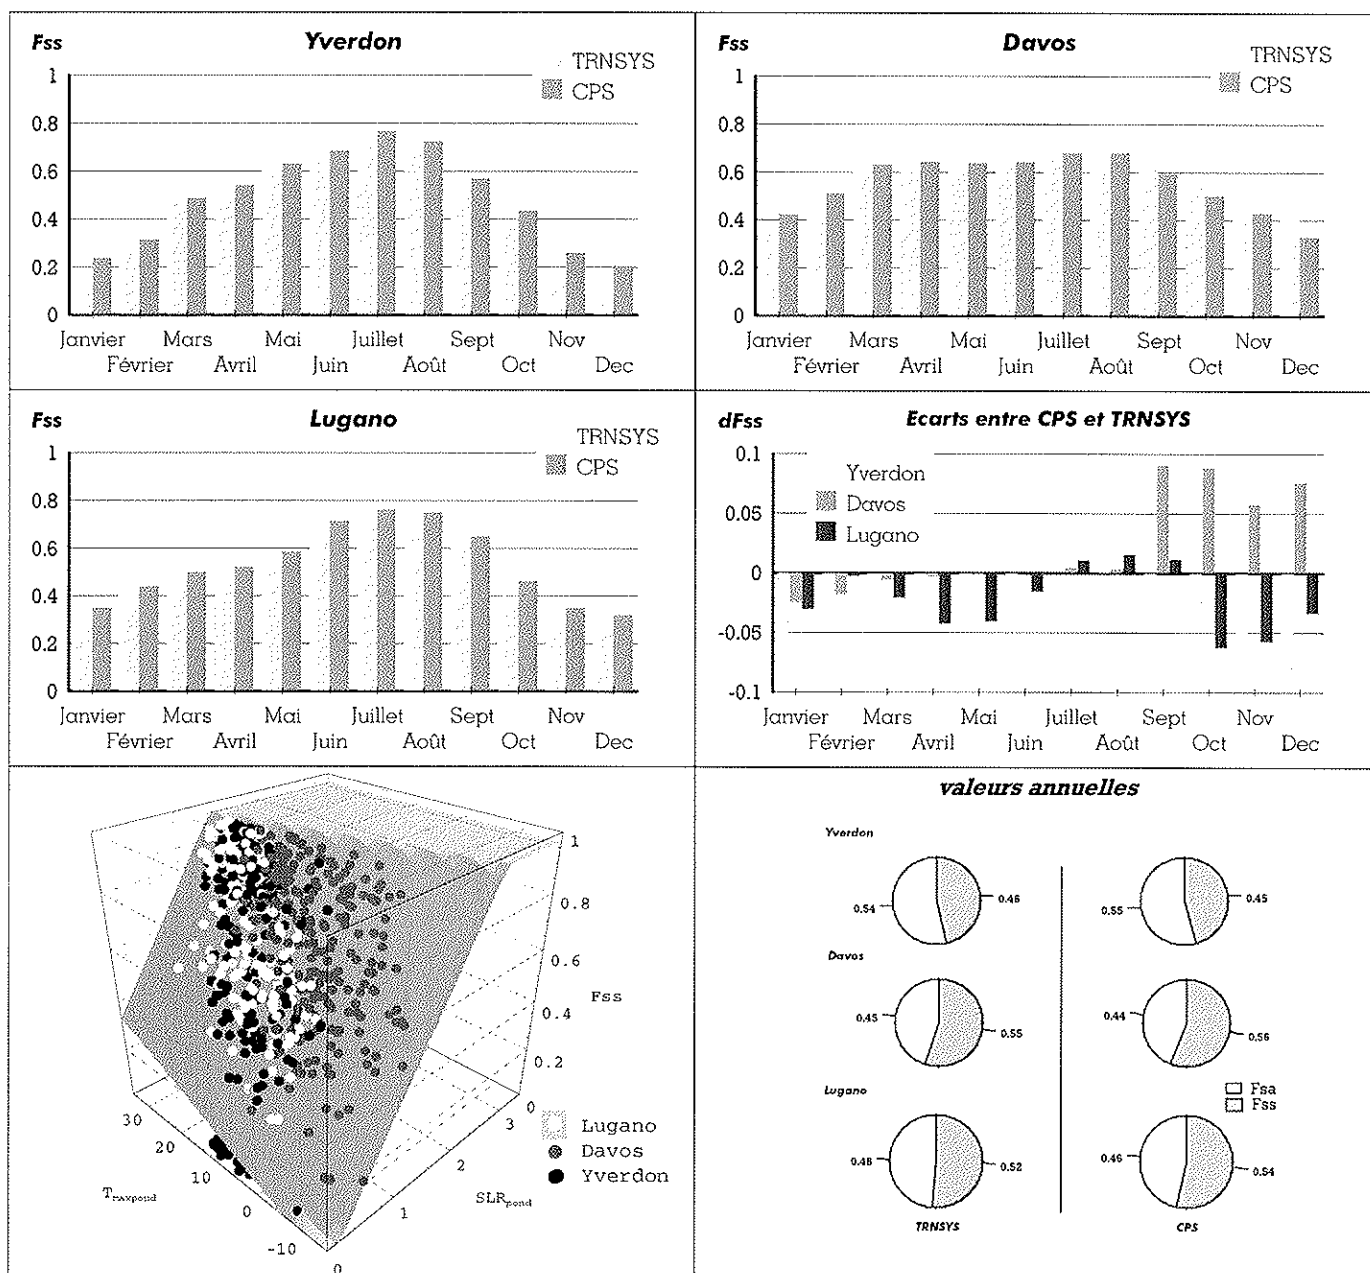 Fss Yverdon
TRNSYS
CPS
1
0.8
0.6
0.4
0.2
0
Janvier Mars Mai Juillet Sept Nov
Février Avril Juin Août Oct Dec
Fss Davos
TRNSYS
CPS
1
0.8
0.6
0.4
0.2
0
Janvier Mars Mai Juillet Sept Nov
Février Avril Juin Août Oct Dec
Fss Lugano
TRNSYS
CPS
1
0.8
0.6
0.4
0.2
0
Janvier Mars Mai Juillet Sept Nov
Février Avril Juin Août Oct Dec
dFss Ecarts entre CPS et TRNSYS
Yverdon
Davos
Lugano
0.1
0.05
0
-0.05
-0.1
Janvier Mars Mai Juillet Sept Nov
Février Avril Juin Août Oct Dec
1
0.8
0.6
Fss
0.4
0.2
0
30
20
10
0
-10
Tmaxpond
3
2
1
0
SLRpond
Lugano
Davos
Yverdon
valeurs annuelles
Yverdon
0.54 0.46
0.55 0.45
Davos
0.45 0.55
0.44 0.56
Lugano
0.48 0.52
0.46 0.54
Fsa
Fss
TRNSYS CPS